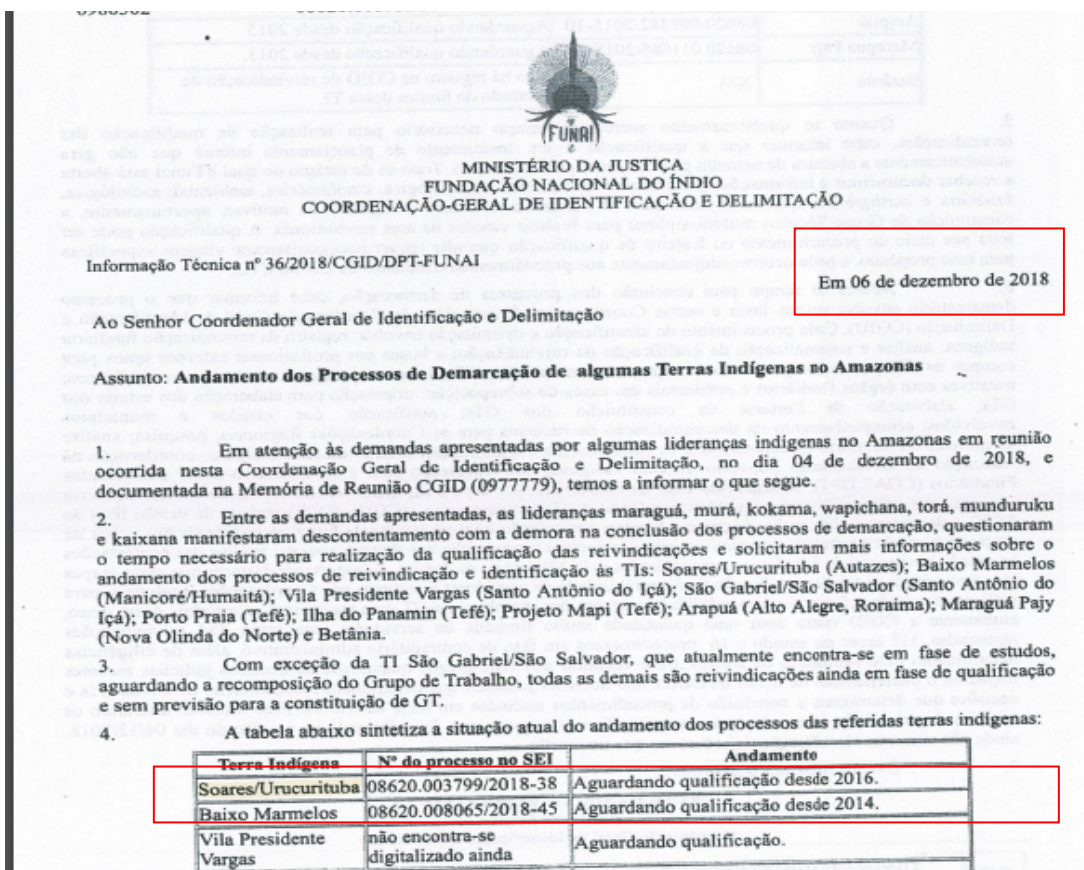 FUNAI
MINISTÉRIO DA JUSTIÇA
FUNDAÇÃO NACIONAL DO ÍNDIO
COORDENAÇÃO-GERAL DE IDENTIFICAÇÃO E DELIMITAÇÃO
Informação Técnica nº 36/2018/CGID/DPT-FUNAI
Em 06 de dezembro de 2018
Ao Senhor Coordenador Geral de Identificação e Delimitação
Assunto: Andamento dos Processos de Demarcação de algumas Terras Indígenas no Amazonas
1. Em atenção às demandas apresentadas por algumas lideranças indígenas no Amazonas em reunião
ocorrida nesta Coordenação Geral de Identificação e Delimitação, no dia 04 de dezembro de 2018, e
documentada na Memória de Reunião CGID (0977779), temos a informar o que segue.
2. Entre as demandas apresentadas, as lideranças maraguá, murá, kokama, wapichana, torá, munduruku
e kaixana manifestaram descontentamento com a demora na conclusão dos processos de demarcação, questionaram
o tempo necessário para realização da qualificação das reivindicações e solicitaram mais informações sobre o
andamento dos processos de reivindicação e identificação às TIs: Soares/Urucurituba (Autazes); Baixo Marmelos
(Manicoré/Humaitá); Vila Presidente Vargas (Santo Antônio do Içá); São Gabriel/São Salvador (Santo Antônio do
Içá); Porto Praia (Tefé); Ilha do Panamin (Tefé); Projeto Mapi (Tefé); Arapuá (Alto Alegre, Roraima); Maraguá Pajy
(Nova Olinda do Norte) e Betânia..
3. Com exceção da TI São Gabriel/São Salvador, que atualmente encontra-se em fase de estudos,
aguardando a recomposição do Grupo de Trabalho, todas as demais são reivindicações ainda em fase de qualificação
e sem previsão para a constituição de GT.
4. A tabela abaixo sintetiza a situação atual do andamento dos processos das referidas terras indígenas:
Terra Indígena Nº do processo no SEI Andamento
Soares/Urucurituba 08620.003799/2018-38 Aguardando qualificação desde 2016.
Baixo Marmelos 08620.008065/2018-45 Aguardando qualificação desde 2014.
Vila Presidente não encontra-se
Vargas digitalizado ainda Aguardando qualificação.